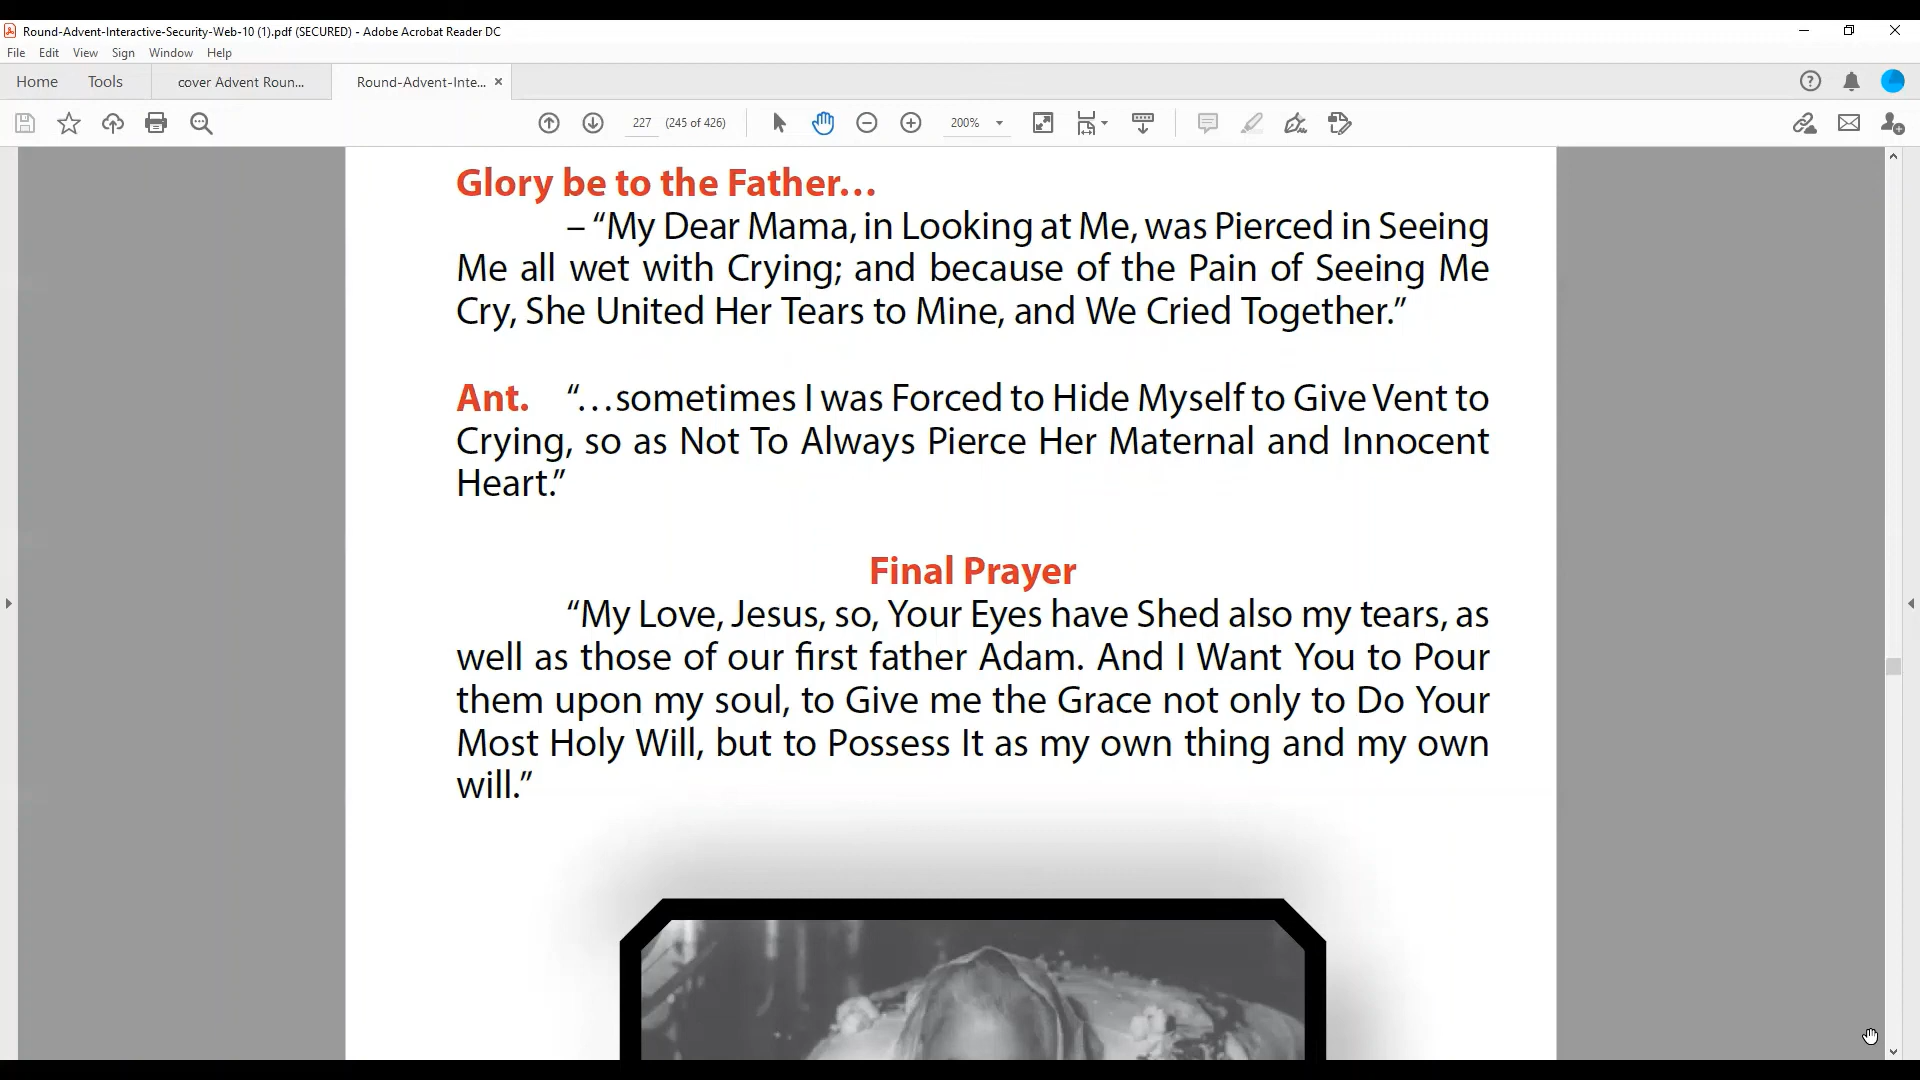 Round-Advent-Interactive-Security-Web-10 (1).pdf (SECURED) - Adobe Acrobat Reader DC
File Edit View Sign Window Help
Home Tools cover Advent Roun... Round-Advent-Inte...
227 (245 of 426) 200%
Glory be to the Father…
– “My Dear Mama, in Looking at Me, was Pierced in Seeing
Me all wet with Crying; and because of the Pain of Seeing Me
Cry, She United Her Tears to Mine, and We Cried Together.”
Ant. “…sometimes I was Forced to Hide Myself to Give Vent to
Crying, so as Not To Always Pierce Her Maternal and Innocent
Heart.”
Final Prayer
“My Love, Jesus, so, Your Eyes have Shed also my tears, as
well as those of our first father Adam. And I Want You to Pour
them upon my soul, to Give me the Grace not only to Do Your
Most Holy Will, but to Possess It as my own thing and my own
will.”